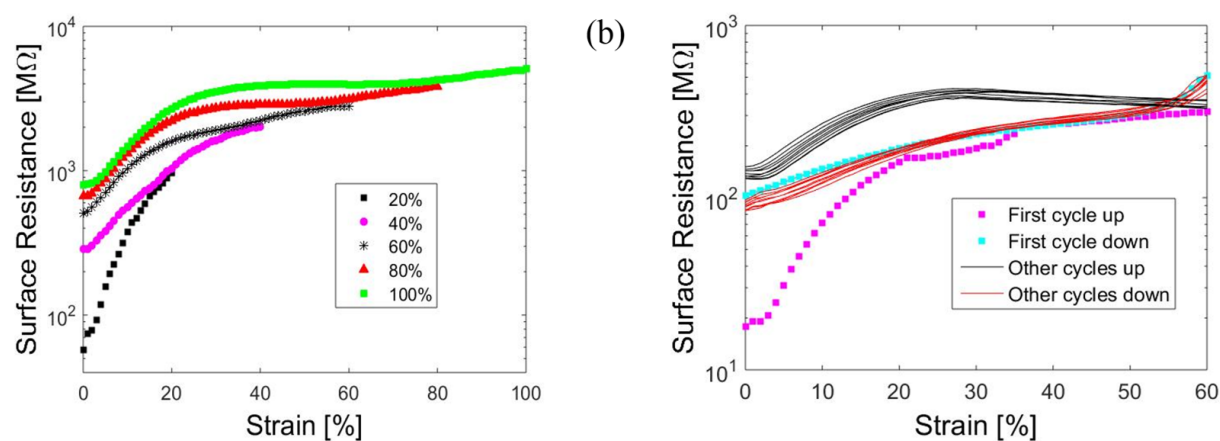 Surface Resistance [MΩ]
10^4
10^3
10^2
0
20
40
60
80
100
Strain [%]
20%
40%
60%
80%
100%
(b)
Surface Resistance [MΩ]
10^3
10^2
10^1
0
10
20
30
40
50
60
Strain [%]
First cycle up
First cycle down
Other cycles up
Other cycles down